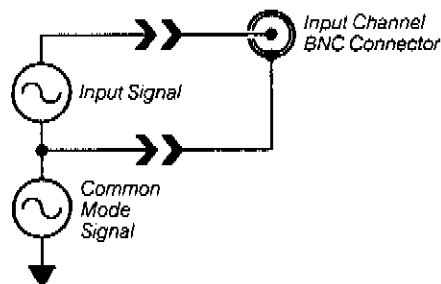 Input Channel
BNC Connector
Input Signal
Common
Mode
Signal